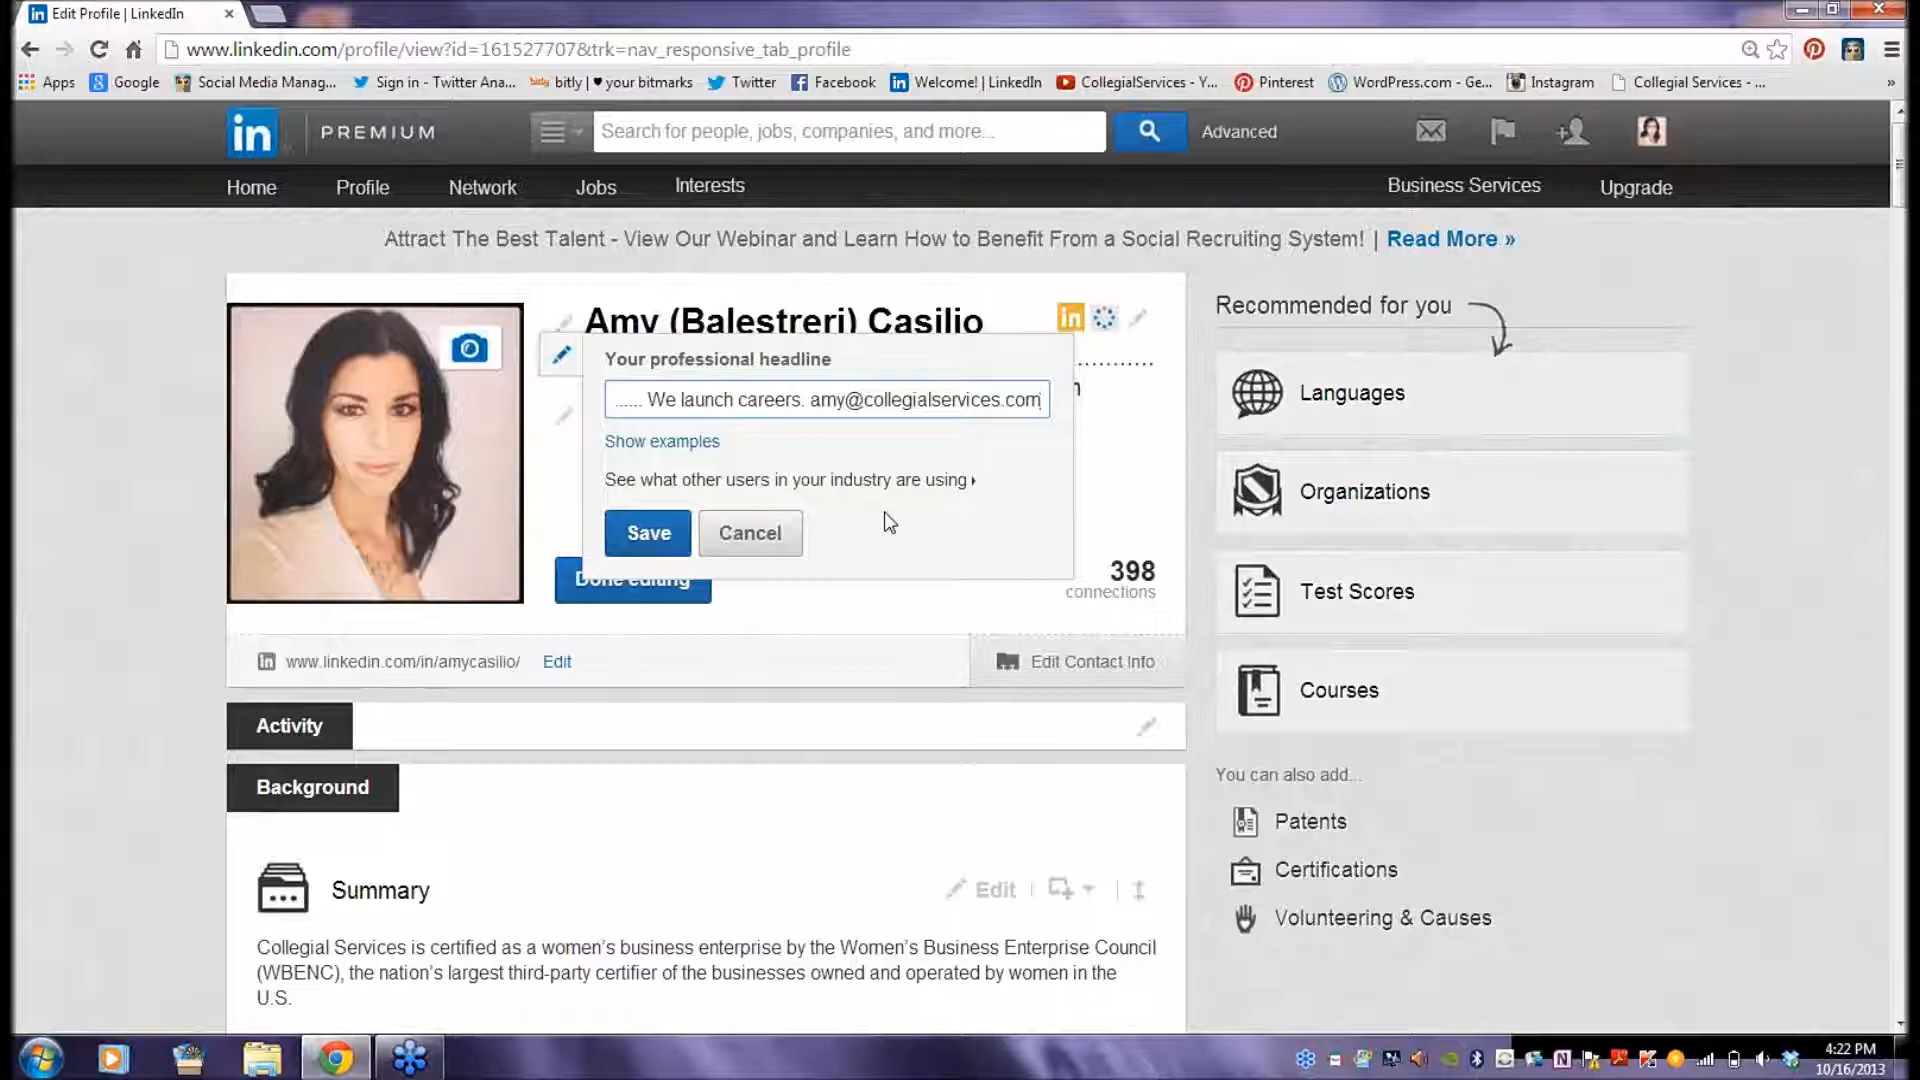 Edit Profile | LinkedIn
www.linkedin.com/profile/view?id=161527707&trk=nav_responsive_tab_profile
Apps Google Social Media Manag... Sign in - Twitter Ana... bitly | ♥ your bitmarks Twitter Facebook Welcome! | LinkedIn CollegialServices - Y... Pinterest WordPress.com - Ge... Instagram Collegial Services - ... »
in PREMIUM Search for people, jobs, companies, and more... Advanced
Home Profile Network Jobs Interests Business Services Upgrade
Attract The Best Talent - View Our Webinar and Learn How to Benefit From a Social Recruiting System! | Read More »
Amy (Balestreri) Casilio
Your professional headline
...... We launch careers. amy@collegialservices.com
Show examples
See what other users in your industry are using
Save Cancel
Done editing
398
connections
www.linkedin.com/in/amycasilio/ Edit Edit Contact Info
Activity
Background
Summary
Edit
Collegial Services is certified as a women's business enterprise by the Women's Business Enterprise Council
(WBENC), the nation's largest third-party certifier of the businesses owned and operated by women in the
U.S.
Recommended for you
Languages
Organizations
Test Scores
Courses
You can also add...
Patents
Certifications
Volunteering & Causes
4:22 PM
10/16/2013